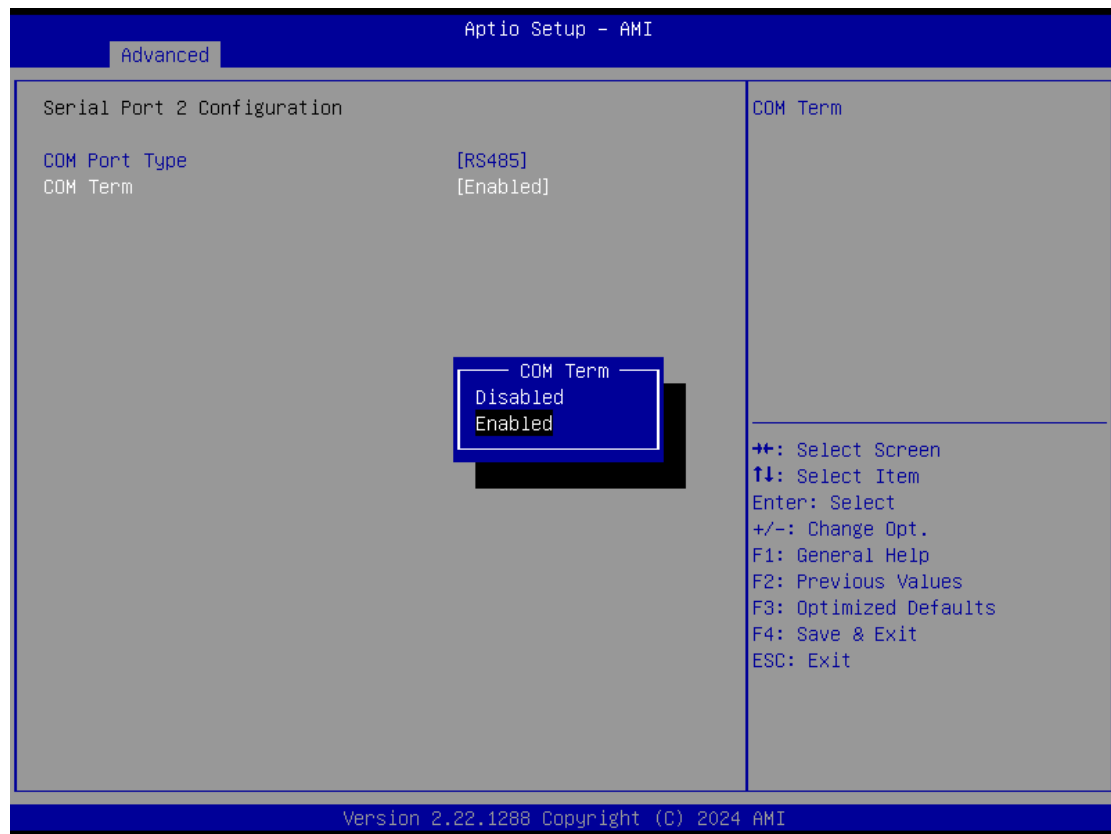 Aptio Setup – AMI
Advanced
Serial Port 2 Configuration
COM Port Type [RS485]
COM Term [Enabled]
COM Term
Disabled
Enabled
COM Term
→←: Select Screen
↑↓: Select Item
Enter: Select
+/-: Change Opt.
F1: General Help
F2: Previous Values
F3: Optimized Defaults
F4: Save & Exit
ESC: Exit
Version 2.22.1288 Copyright (C) 2024 AMI